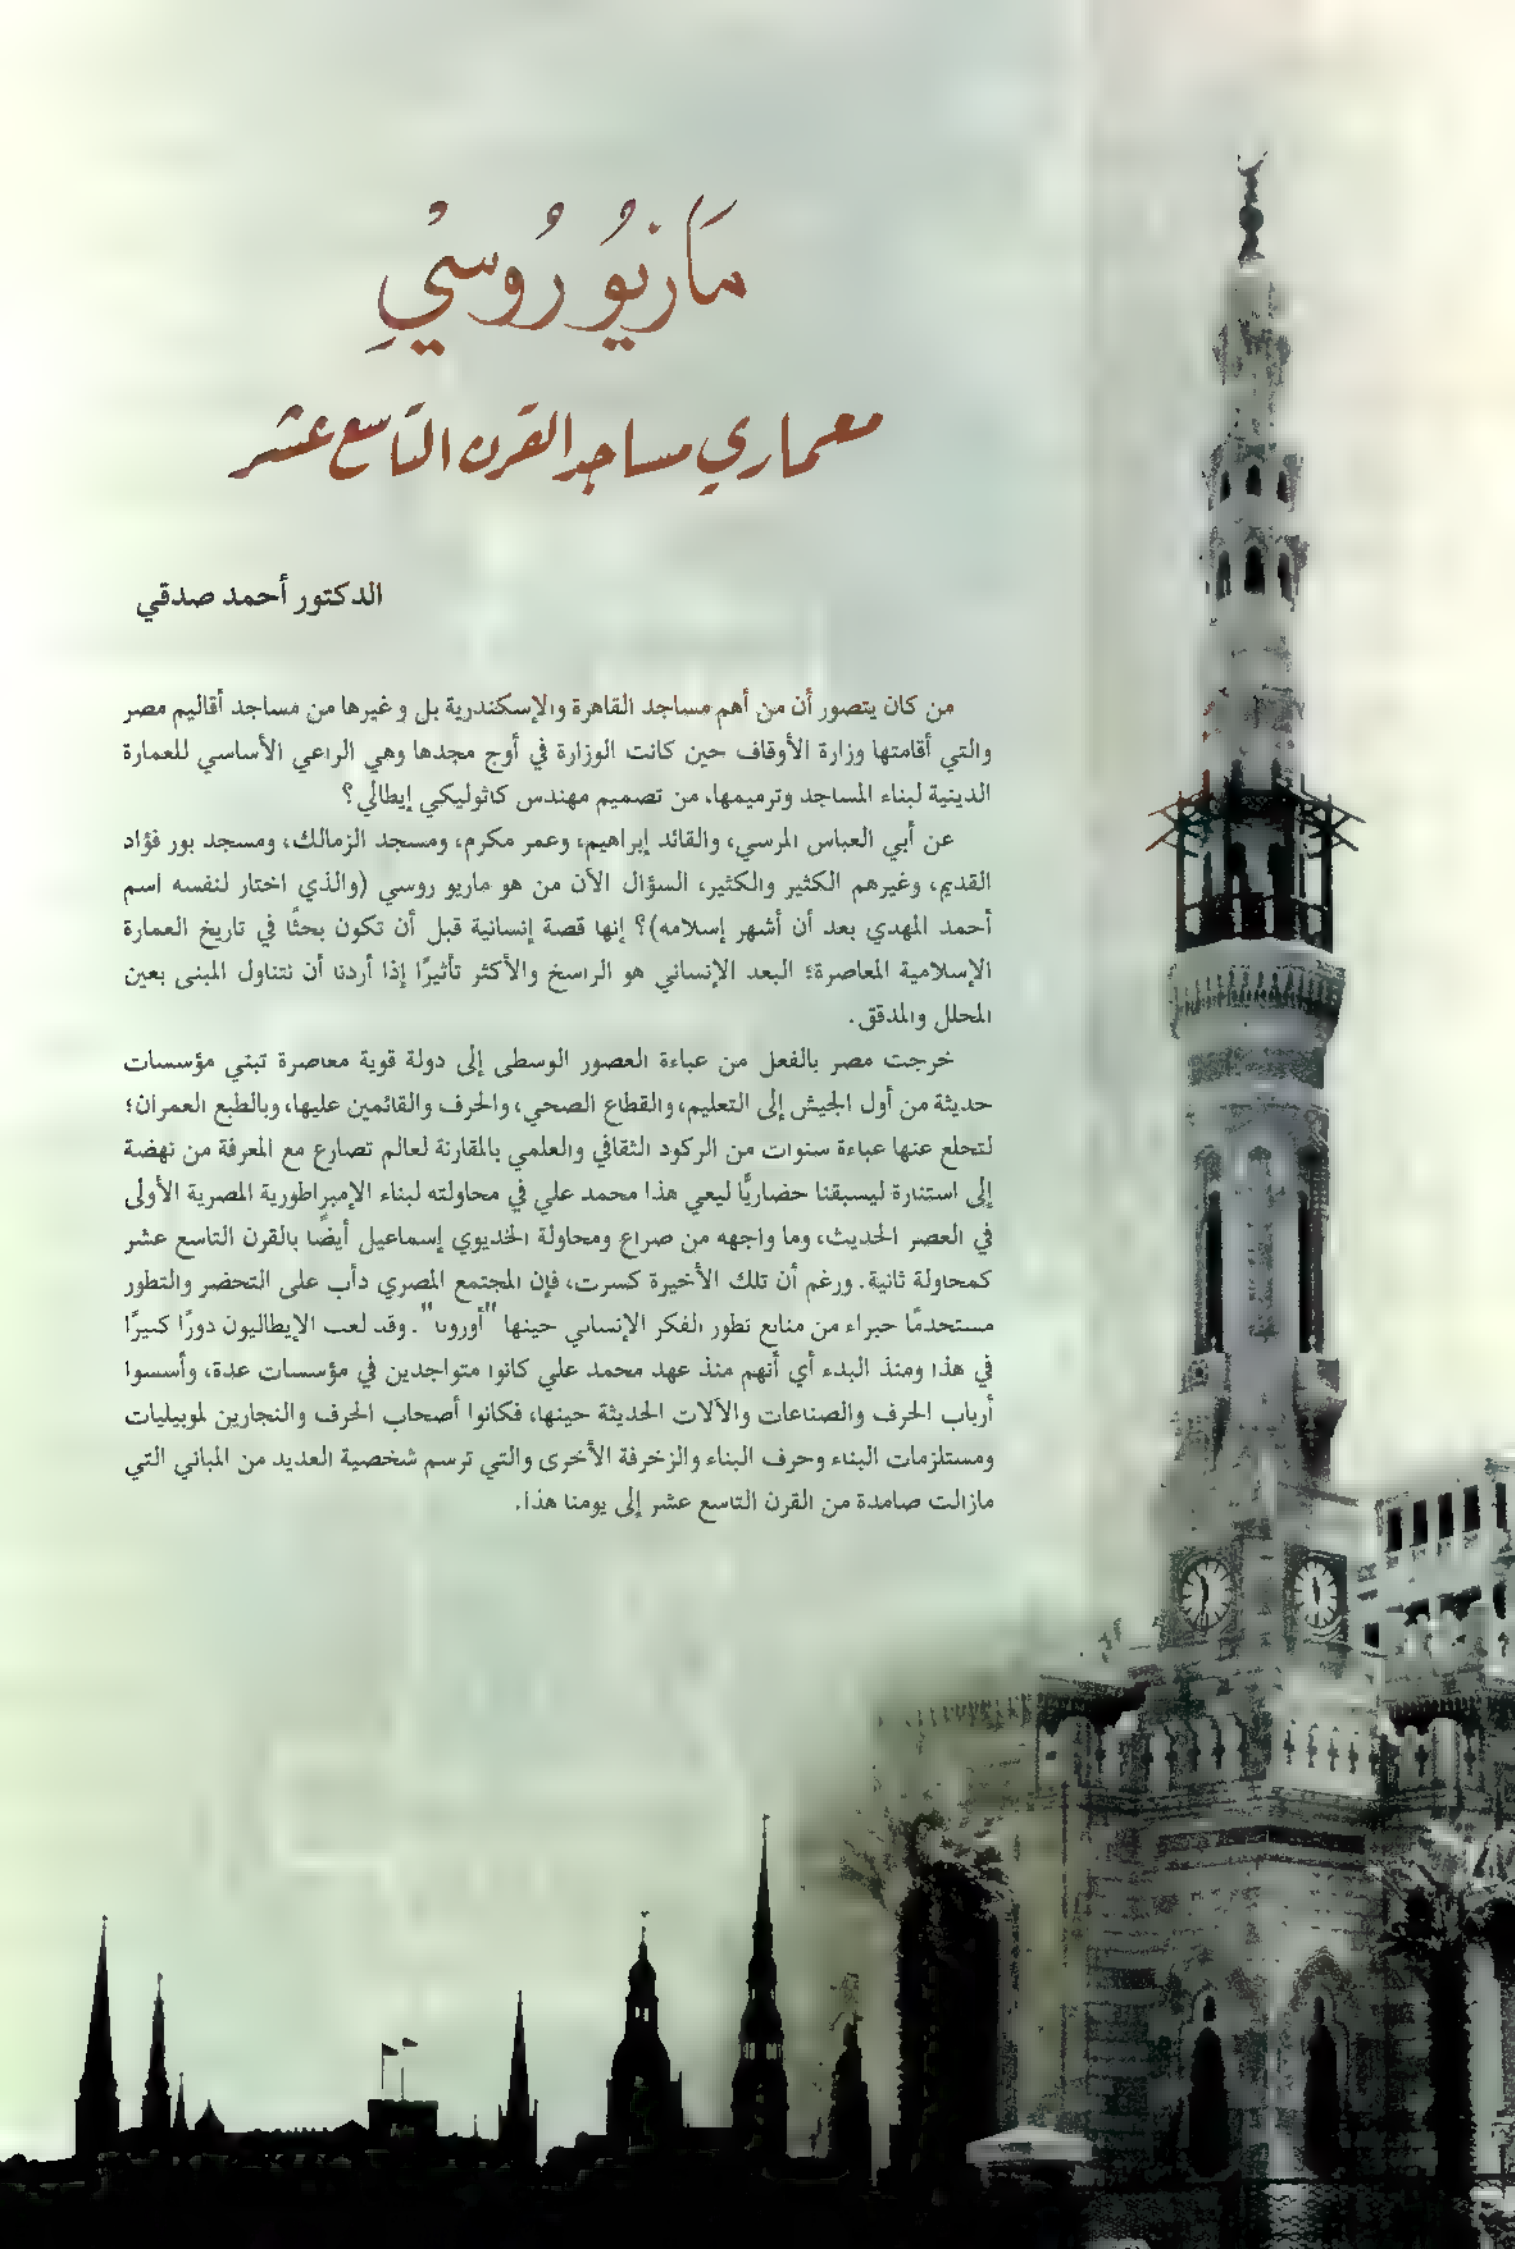 مَاريُو رُوسيْ
معماري مساجد القرن التاسع عشر
الدكتور أحمد صدقي
من كان يتصور أن من أهم مساجد القاهرة والإسكندرية بل وغيرها من مساجد أقاليم مصر
والتي أقامتها وزارة الأوقاف حين كانت الوزارة في أوج مجدها وهي الراعي الأساسي للعمارة
الدينية لبناء المساجد وترميمها، من تصميم مهندس كاثوليكي إيطالي؟
عن أبي العباس المرسي، والقائد إبراهيم، وعمر مكرم، ومسجد الزمالك، ومسجد بور فؤاد
القديم، وغيرهم الكثير والكثير، السؤال الآن من هو ماريو روسي (والذي اختار لنفسه اسم
أحمد المهدي بعد أن أشهر إسلامه)؟ إنها قصة إنسانية قبل أن تكون بحثًا في تاريخ العمارة
الإسلامية المعاصرة؛ البعد الإنساني هو الراسخ والأكثر تأثيرًا إذا أردنا أن نتناول المبنى بعين
المحلل والمدقق.
خرجت مصر بالفعل من عباءة العصور الوسطى إلى دولة قوية معاصرة تبني مؤسسات
حديثة من أول الجيش إلى التعليم، والقطاع الصحي، والحرف والقائمين عليها، وبالطبع العمران؛
لتخلع عنها عباءة سنوات من الركود الثقافي والعلمي بالمقارنة لعالم تصارع مع المعرفة من نهضة
إلى استنارة ليسبقنا حضاريًّا ليعي هذا محمد علي في محاولته لبناء الإمبراطورية المصرية الأولى
في العصر الحديث، وما واجهه من صراع ومحاولة الخديوي إسماعيل أيضًا بالقرن التاسع عشر
كمحاولة ثانية. ورغم أن تلك الأخيرة كسرت، فإن المجتمع المصري دأب على التحضر والتطور
مستخدمًا خبراء من منابع تطور الفكر الإنساني حينها "أوروبا". وقد لعب الإيطاليون دورًا كبيرًا
في هذا ومنذ البدء أي أنهم منذ عهد محمد علي كانوا متواجدين في مؤسسات عدة، وأسسوا
أرباب الحرف والصناعات والآلات الحديثة حينها، فكانوا أصحاب الحرف والنجارين لموبيليات
ومستلزمات البناء وحرف البناء والزخرفة الأخرى والتي ترسم شخصية العديد من المباني التي
مازالت صامدة من القرن التاسع عشر إلى يومنا هذا.